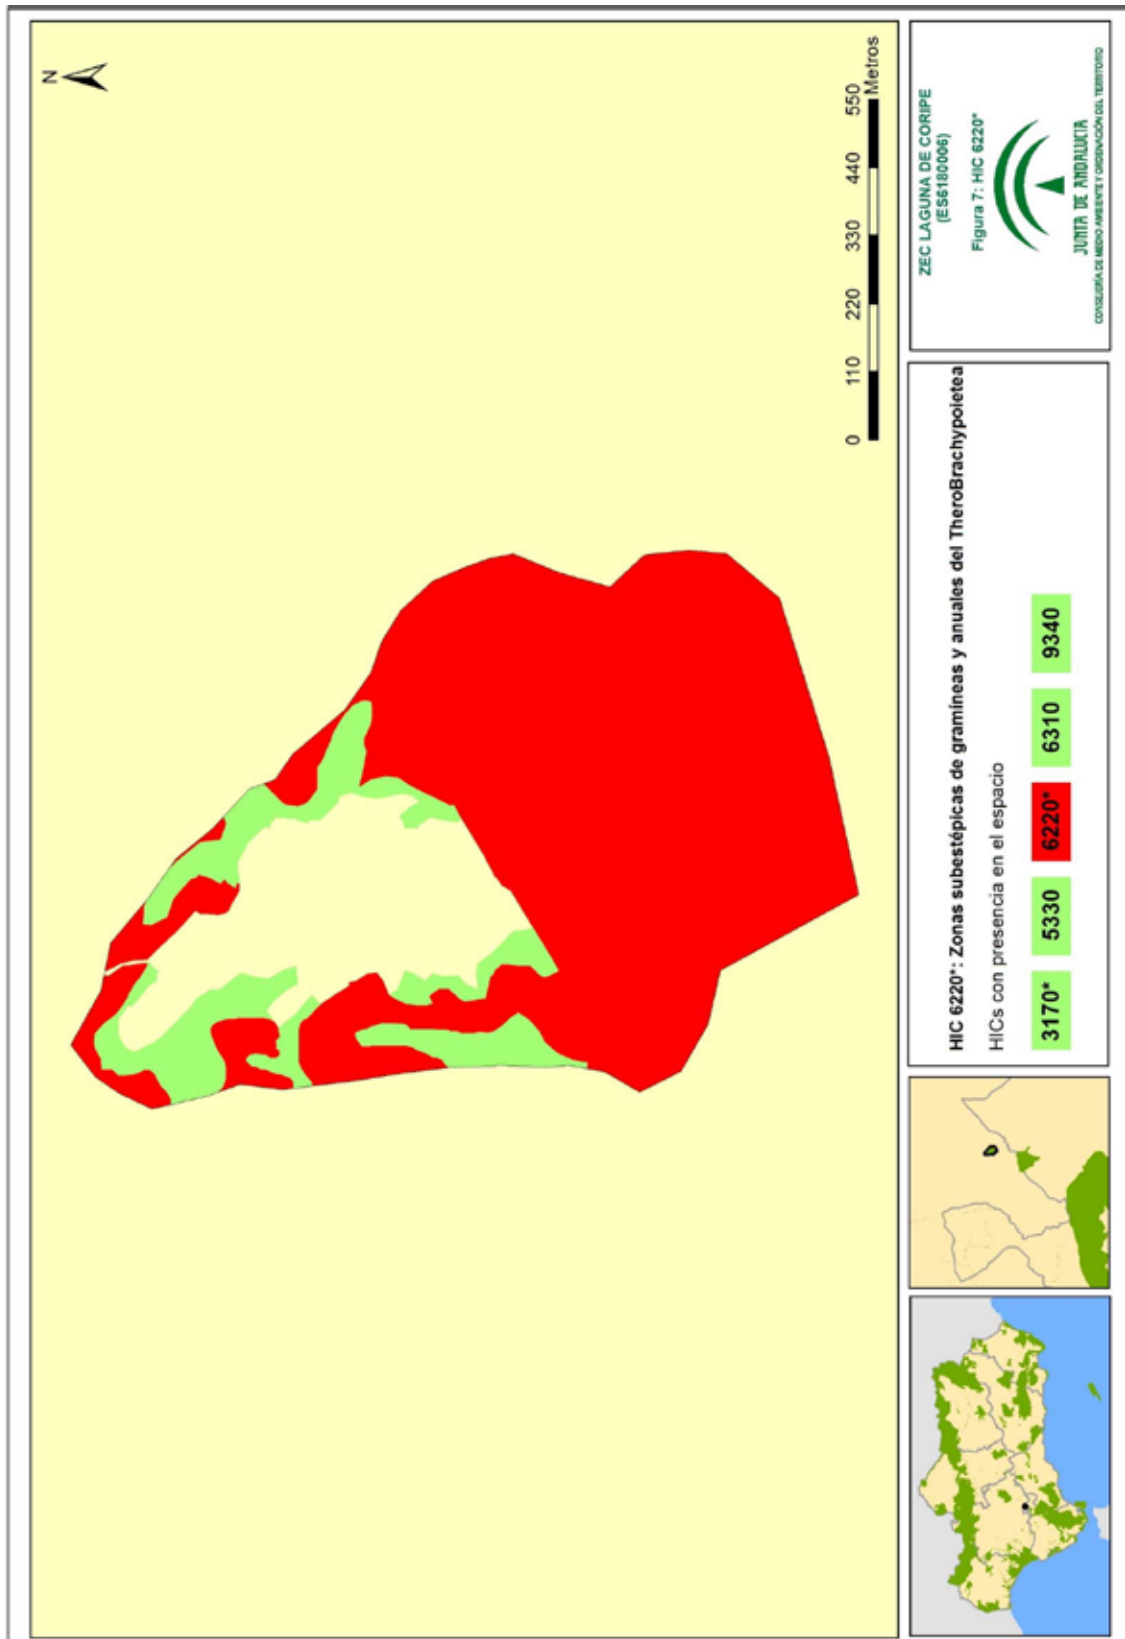 N
0 110 220 330 440 550
Metros
HIC 6220*: Zonas subestépicas de gramíneas y anuales del TheroBrachypoietea
HICs con presencia en el espacio
3170* 5330 6220* 6310 9340
ZEC LAGUNA DE CORIPE
(ES6180006)
Figura 7: HIC 6220*
JUNTA DE ANDALUCIA
CONSEJERÍA DE MEDIO AMBIENTE Y ORDENACIÓN DEL TERRITORIO